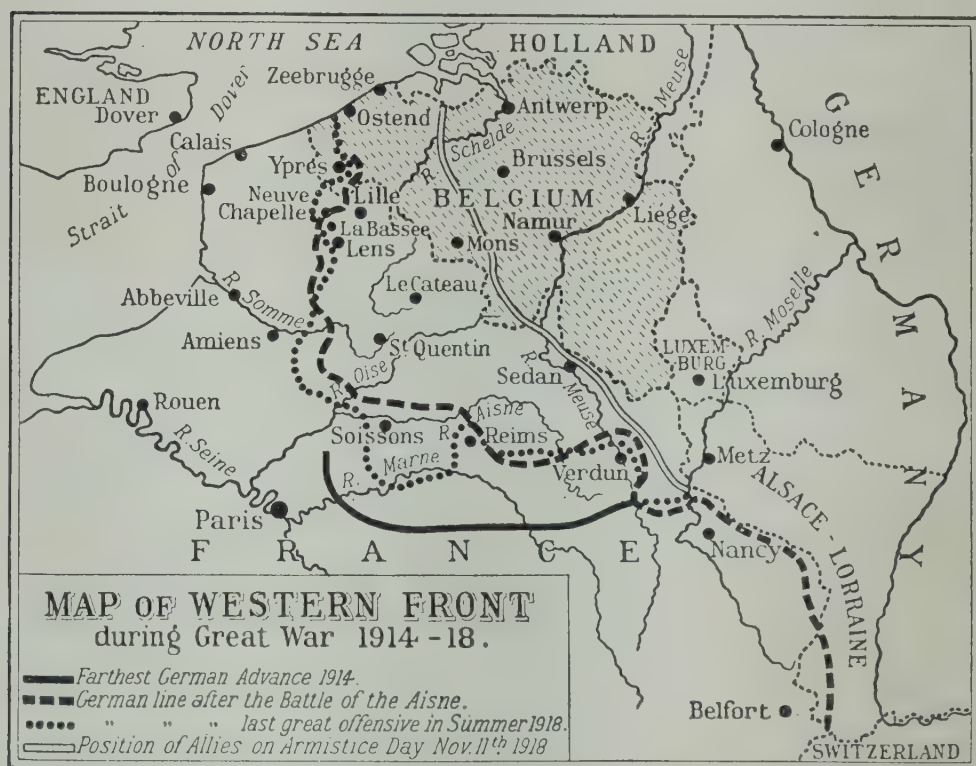 NORTH SEA
HOLLAND
Zeebrugge
ENGLAND
Dover
Strait of Dover
Ostend
Antwerp
R. Meuse
GERMANY
Cologne
Calais
Ypres
R. Schelde
Brussels
Boulogne
Neuve
Chapelle
Lille
BELGIUM
Liege
La Bassee
Lens
Mons
Namur
Abbeville
R. Somme
Le Cateau
R. Moselle
Amiens
St. Quentin
LUXEM
BURG
Luxemburg
R. Oise
Sedan
R. Meuse
Rouen
R. Seine
Soissons
R. Aisne
Reims
R. Marne
Verdun
Metz
ALSACE-LORRAINE
Paris
Nancy
FRANCE
MAP OF WESTERN FRONT
during Great War 1914-18.
Farthest German Advance 1914.
German line after the Battle of the Aisne.
" " " last great offensive in Summer 1918.
Position of Allies on Armistice Day Nov. 11th 1918
Belfort
SWITZERLAND